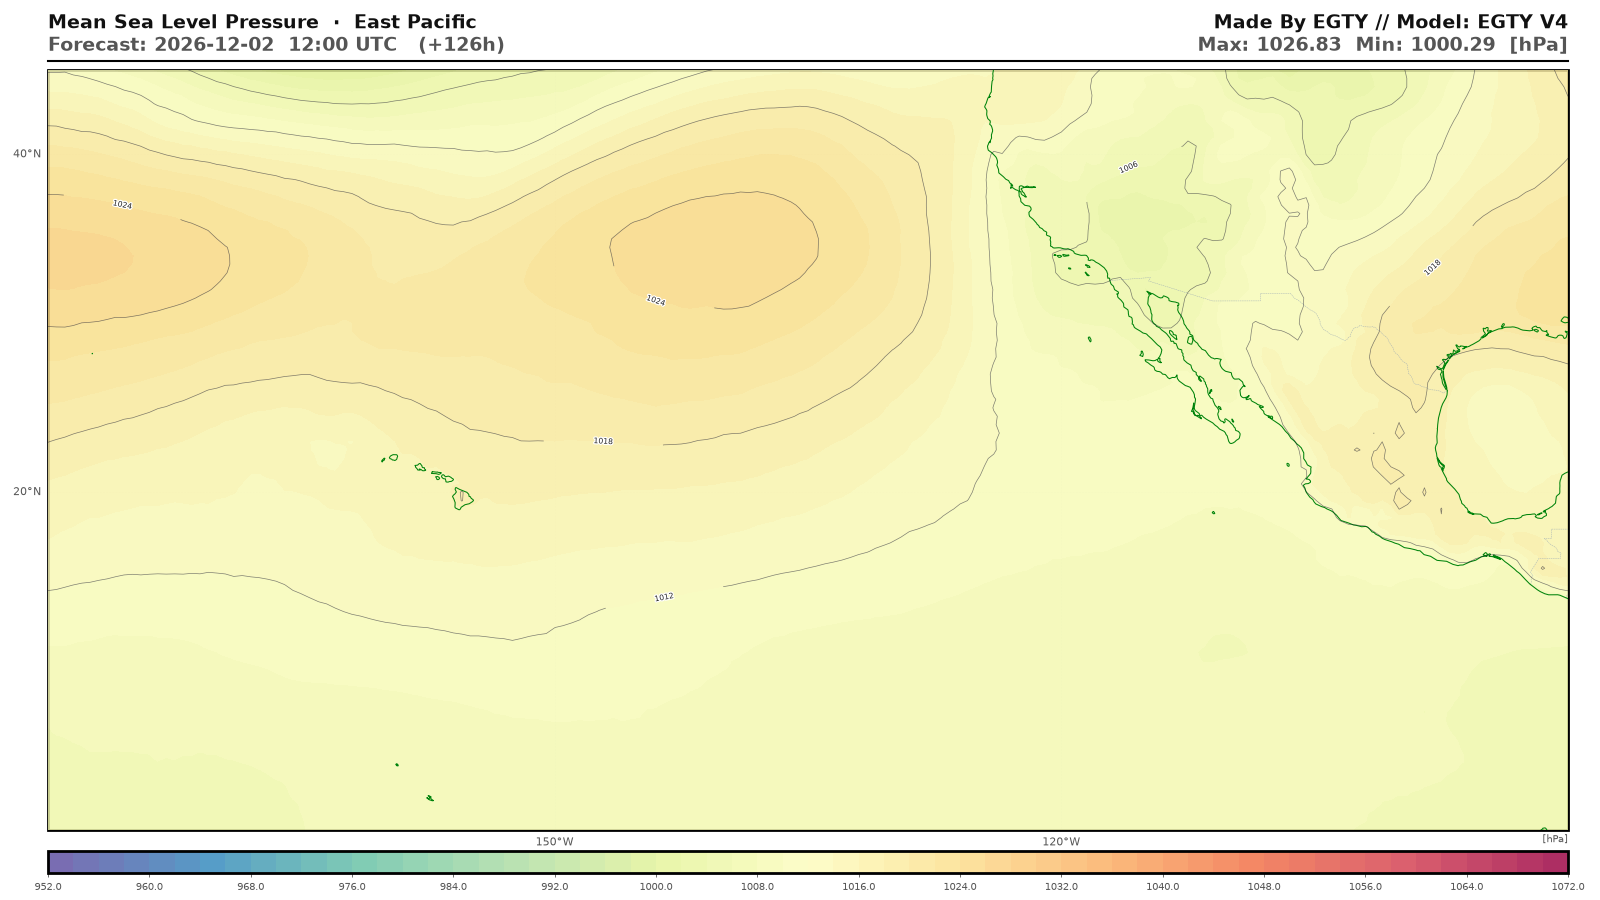 Mean Sea Level Pressure · East Pacific
Made By EGTY // Model: EGTY V4
Forecast: 2026-12-02 12:00 UTC (+126h)
Max: 1026.83 Min: 1000.29 [hPa]
40°N
1006
1024
1018
1024
1018
20°N
1012
150°W
120°W
[hPa]
952.0 960.0 968.0 976.0 984.0 992.0 1000.0 1008.0 1016.0 1024.0 1032.0 1040.0 1048.0 1056.0 1064.0 1072.0